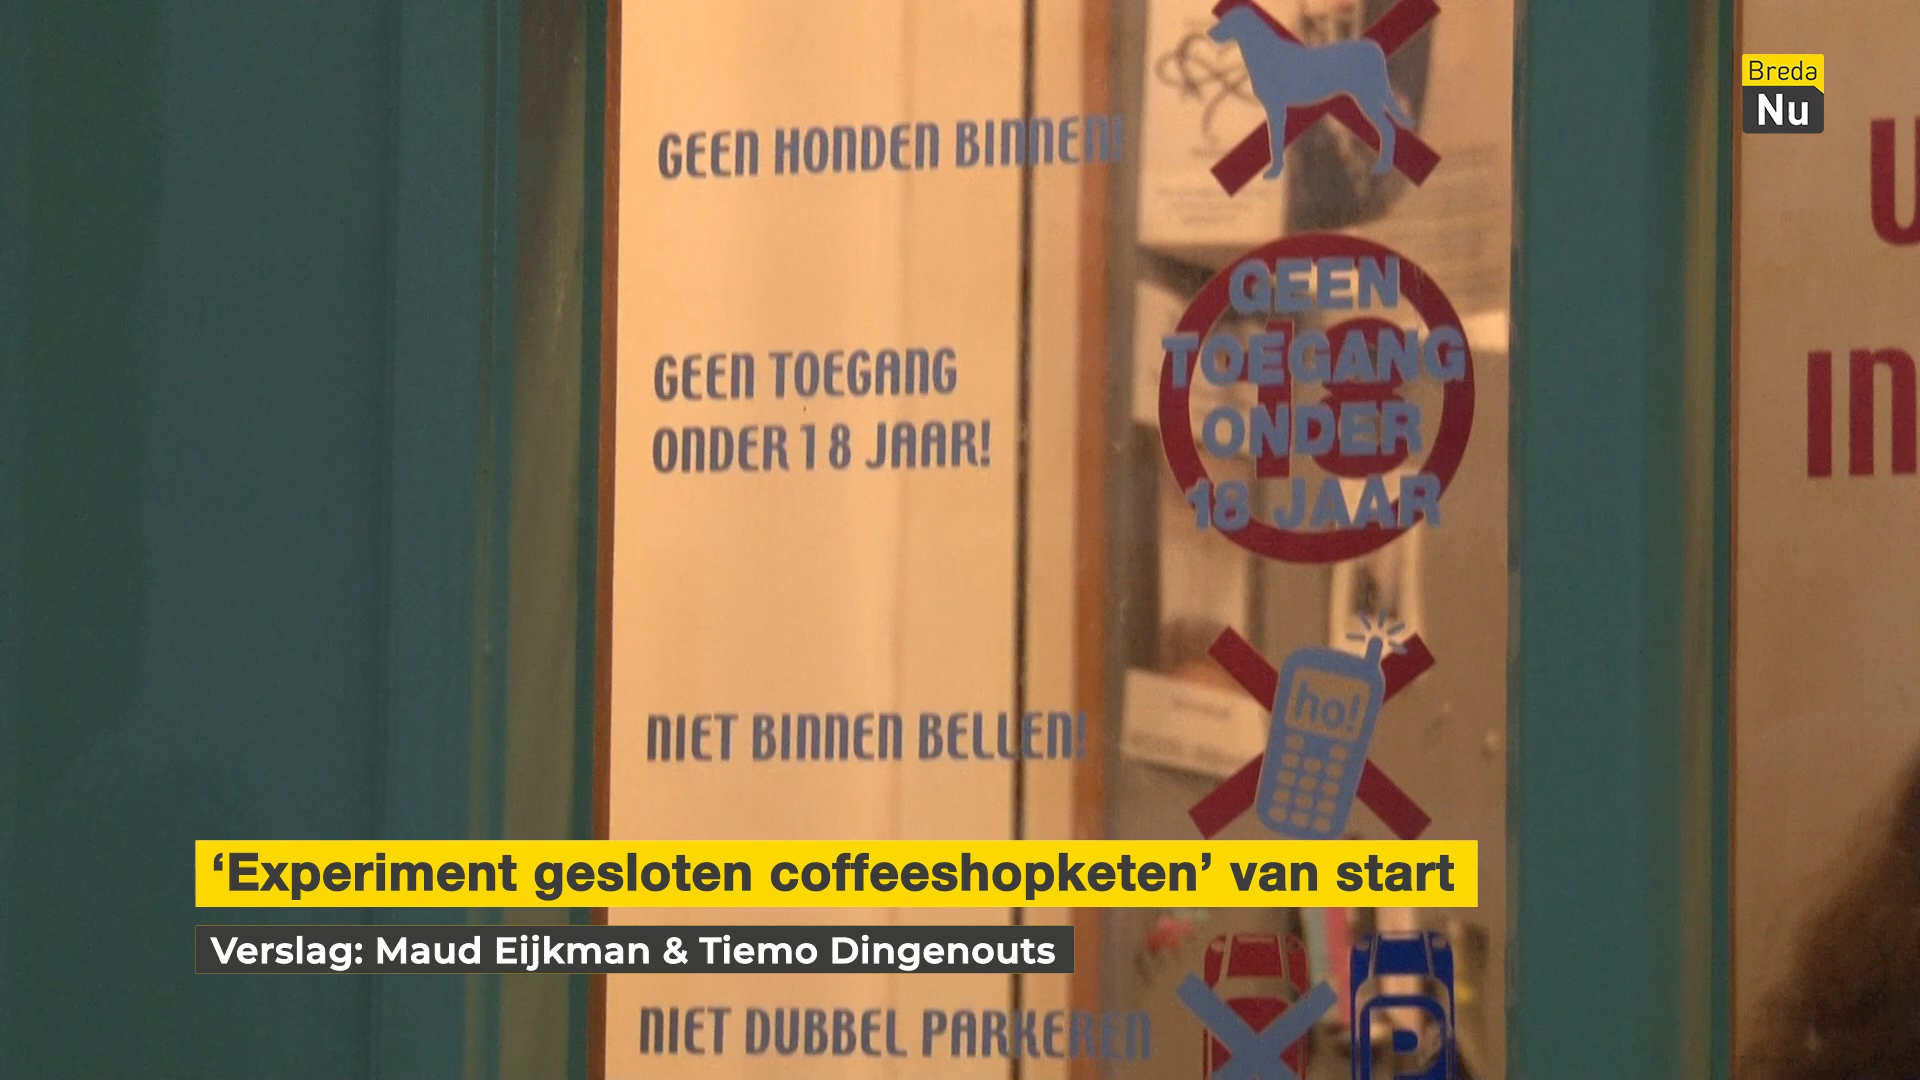 Breda
Nu
GEEN HONDEN BINNEN!
GEEN
TOEGANG
ONDER
18 JAAR
GEEN TOEGANG
ONDER 18 JAAR!
ho!
NIET BINNEN BELLEN!
‘Experiment gesloten coffeeshopketen’ van start
Verslag: Maud Eijkman & Tiemo Dingenouts
NIET DUBBEL PARKEREN
P